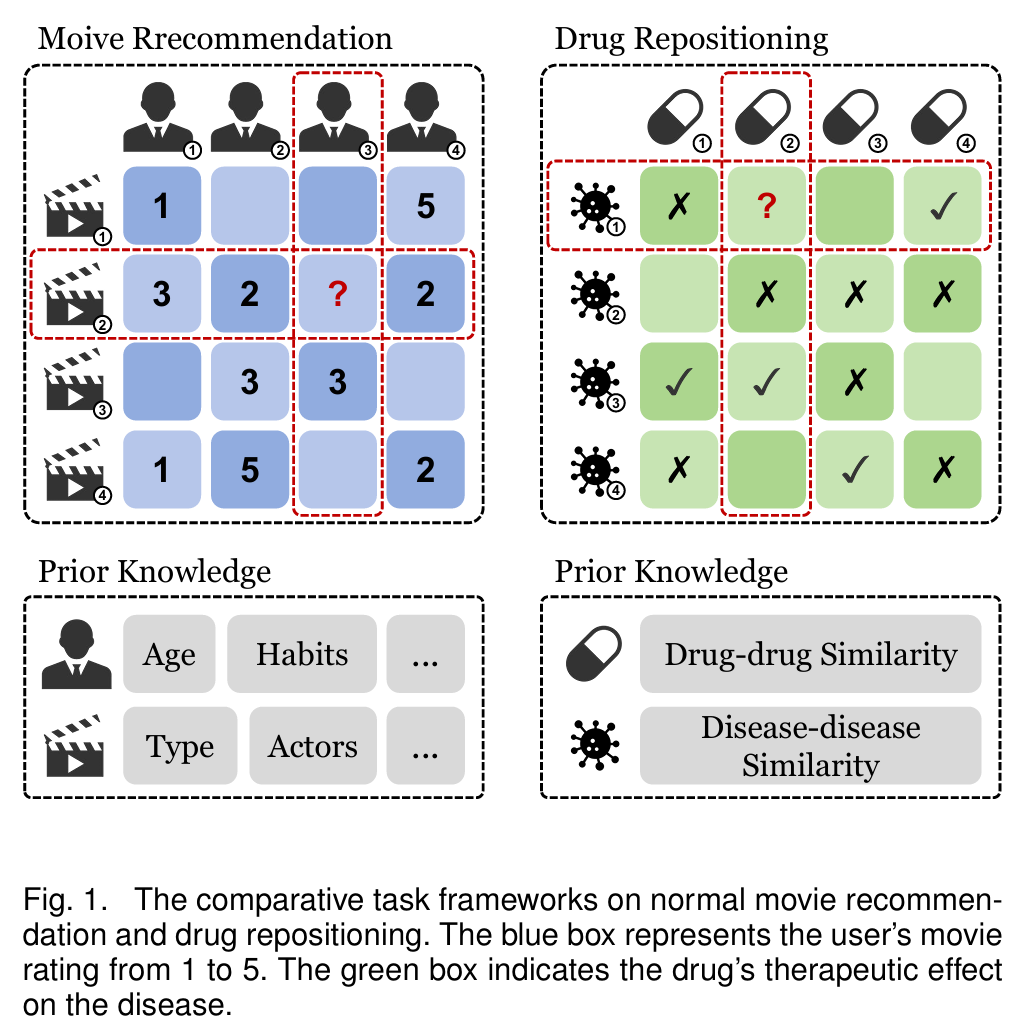 Moive Rrecommendation
① ② ③ ④
① 1 5
② 3 2 ? 2
③ 3 3
④ 1 5 2
Drug Repositioning
① ② ③ ④
① ✗ ? ✓
② ✗ ✗ ✗
③ ✓ ✓ ✗
④ ✗ ✓ ✗
Prior Knowledge
Age Habits ...
Type Actors ...
Prior Knowledge
Drug-drug Similarity
Disease-disease
Similarity
Fig. 1. The comparative task frameworks on normal movie recommen-
dation and drug repositioning. The blue box represents the user's movie
rating from 1 to 5. The green box indicates the drug's therapeutic effect
on the disease.